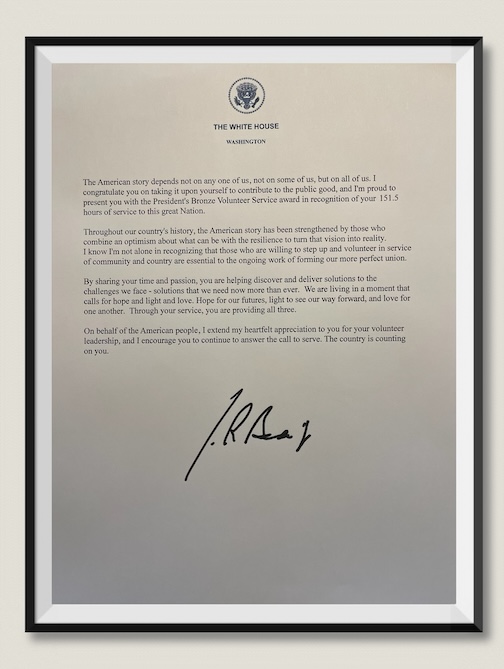 THE WHITE HOUSE
WASHINGTON
The American story depends not on any one of us, not on some of us, but on all of us. I
congratulate you on taking it upon yourself to contribute to the public good, and I'm proud to
present you with the President's Bronze Volunteer Service award in recognition of your 151.5
hours of service to this great Nation.
Throughout our country's history, the American story has been strengthened by those who
combine an optimism about what can be with the resilience to turn that vision into reality.
I know I'm not alone in recognizing that those who are willing to step up and volunteer in service
of community and country are essential to the ongoing work of forming our more perfect union.
By sharing your time and passion, you are helping discover and deliver solutions to the
challenges we face - solutions that we need now more than ever. We are living in a moment that
calls for hope and light and love. Hope for our futures, light to see our way forward, and love for
one another. Through your service, you are providing all three.
On behalf of the American people, I extend my heartfelt appreciation to you for your volunteer
leadership, and I encourage you to continue to answer the call to serve. The country is counting
on you.